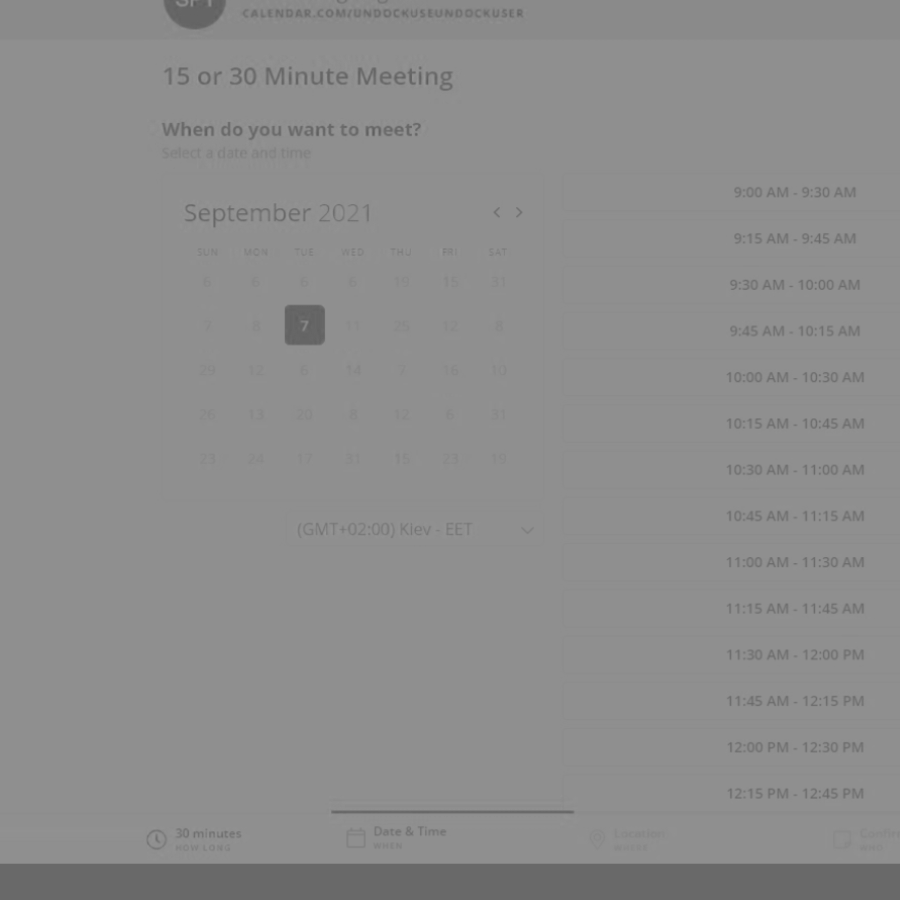 CALENDAR.COM/UNDOCKUSEUNDOCKUSER
15 or 30 Minute Meeting
When do you want to meet?
Select a date and time
September 2021 < >
SUN MON TUE WED THU FRI SAT
6 6 6 6 19 15 31
7 8 7 11 20 12 8
29 12 6 14 7 16 10
26 13 20 8 12 6 31
23 24 17 31 15 23 19
(GMT+02:00) Kiev - EET
9:00 AM - 9:30 AM
9:15 AM - 9:45 AM
9:30 AM - 10:00 AM
9:45 AM - 10:15 AM
10:00 AM - 10:30 AM
10:15 AM - 10:45 AM
10:30 AM - 11:00 AM
10:45 AM - 11:15 AM
11:00 AM - 11:30 AM
11:15 AM - 11:45 AM
11:30 AM - 12:00 PM
11:45 AM - 12:15 PM
12:00 PM - 12:30 PM
12:15 PM - 12:45 PM
30 minutes
HOW LONG
Date & Time
WHEN
Location